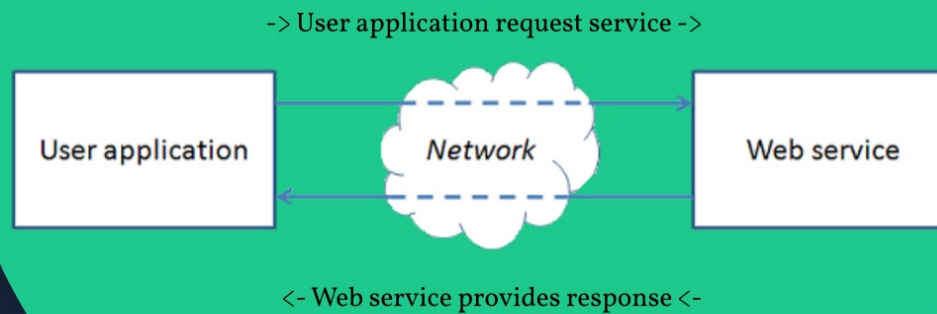 -> User application request service ->
User application
Network
Web service
<- Web service provides response <-